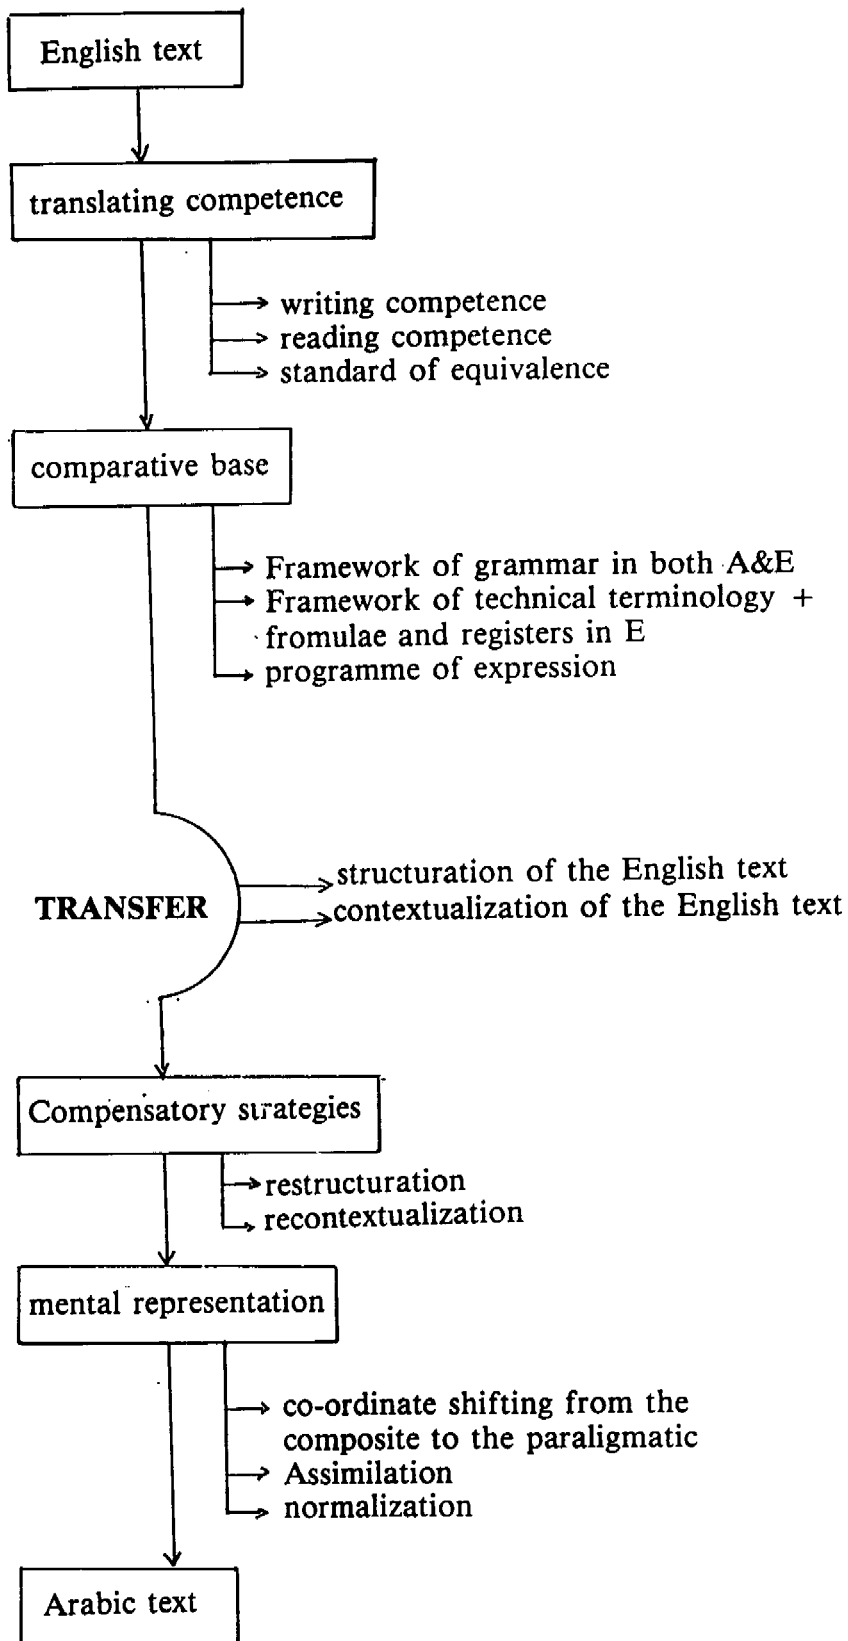 English text
translating competence
writing competence
reading competence
standard of equivalence
comparative base
Framework of grammar in both A&E
Framework of technical terminology +
fromulae and registers in E
programme of expression
TRANSFER
structuration of the English text
contextualization of the English text
Compensatory strategies
restructuration
recontextualization
mental representation
co-ordinate shifting from the
composite to the paraligmatic
Assimilation
normalization
Arabic text